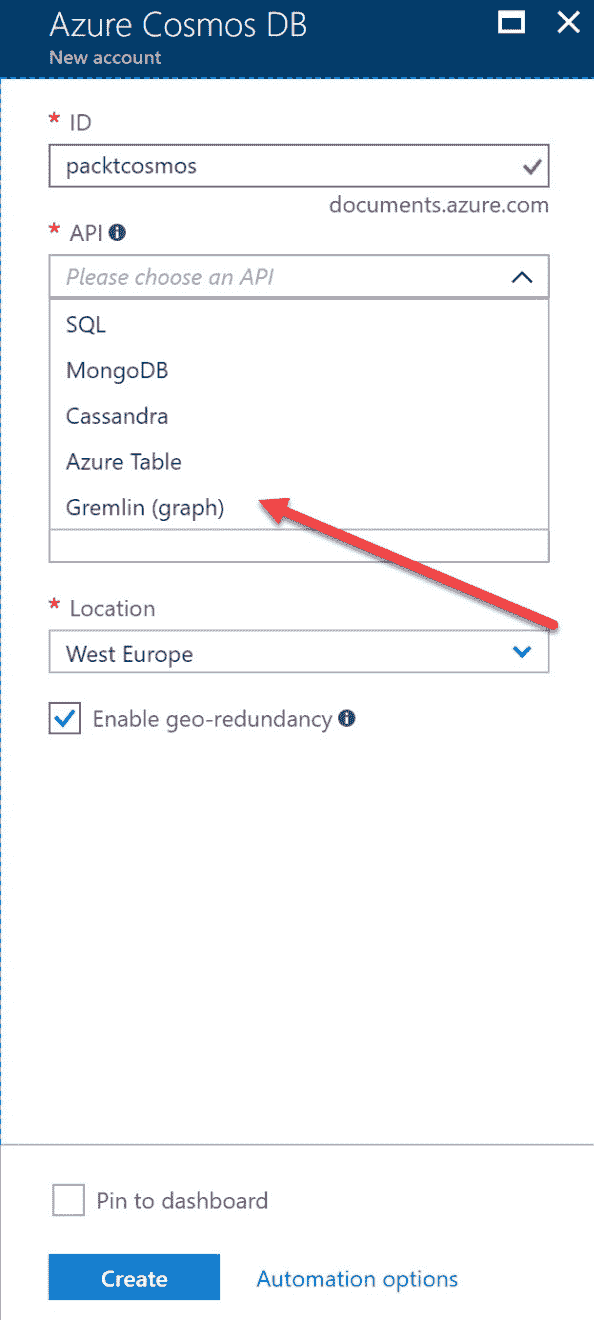 Azure Cosmos DB
New account
* ID
packtcosmos
documents.azure.com
* API
Please choose an API
SQL
MongoDB
Cassandra
Azure Table
Gremlin (graph)
* Location
West Europe
Enable geo-redundancy
Pin to dashboard
Create
Automation options